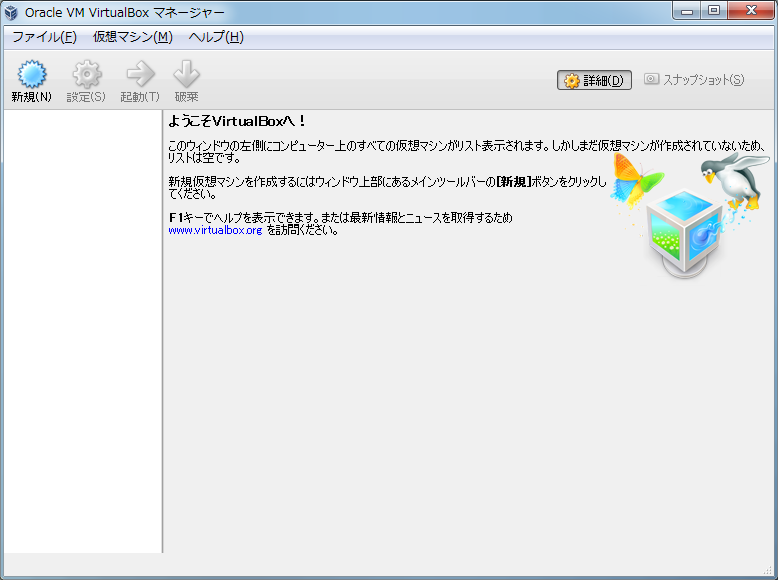 Oracle VM VirtualBox マネージャー
ファイル(F) 仮想マシン(M) ヘルプ(H)
新規(N) 設定(S) 起動(T) 破棄 詳細(D) スナップショット(S)
ようこそVirtualBoxへ！
このウィンドウの左側にコンピューター上のすべての仮想マシンがリスト表示されます。しかしまだ仮想マシンが作成されていないため、
リストは空です。
新規仮想マシンを作成するにはウィンドウ上部にあるメインツールバーの[新規]ボタンをクリックし
てください。
F1キーでヘルプを表示できます。または最新情報とニュースを取得するため
www.virtualbox.org を訪問ください。